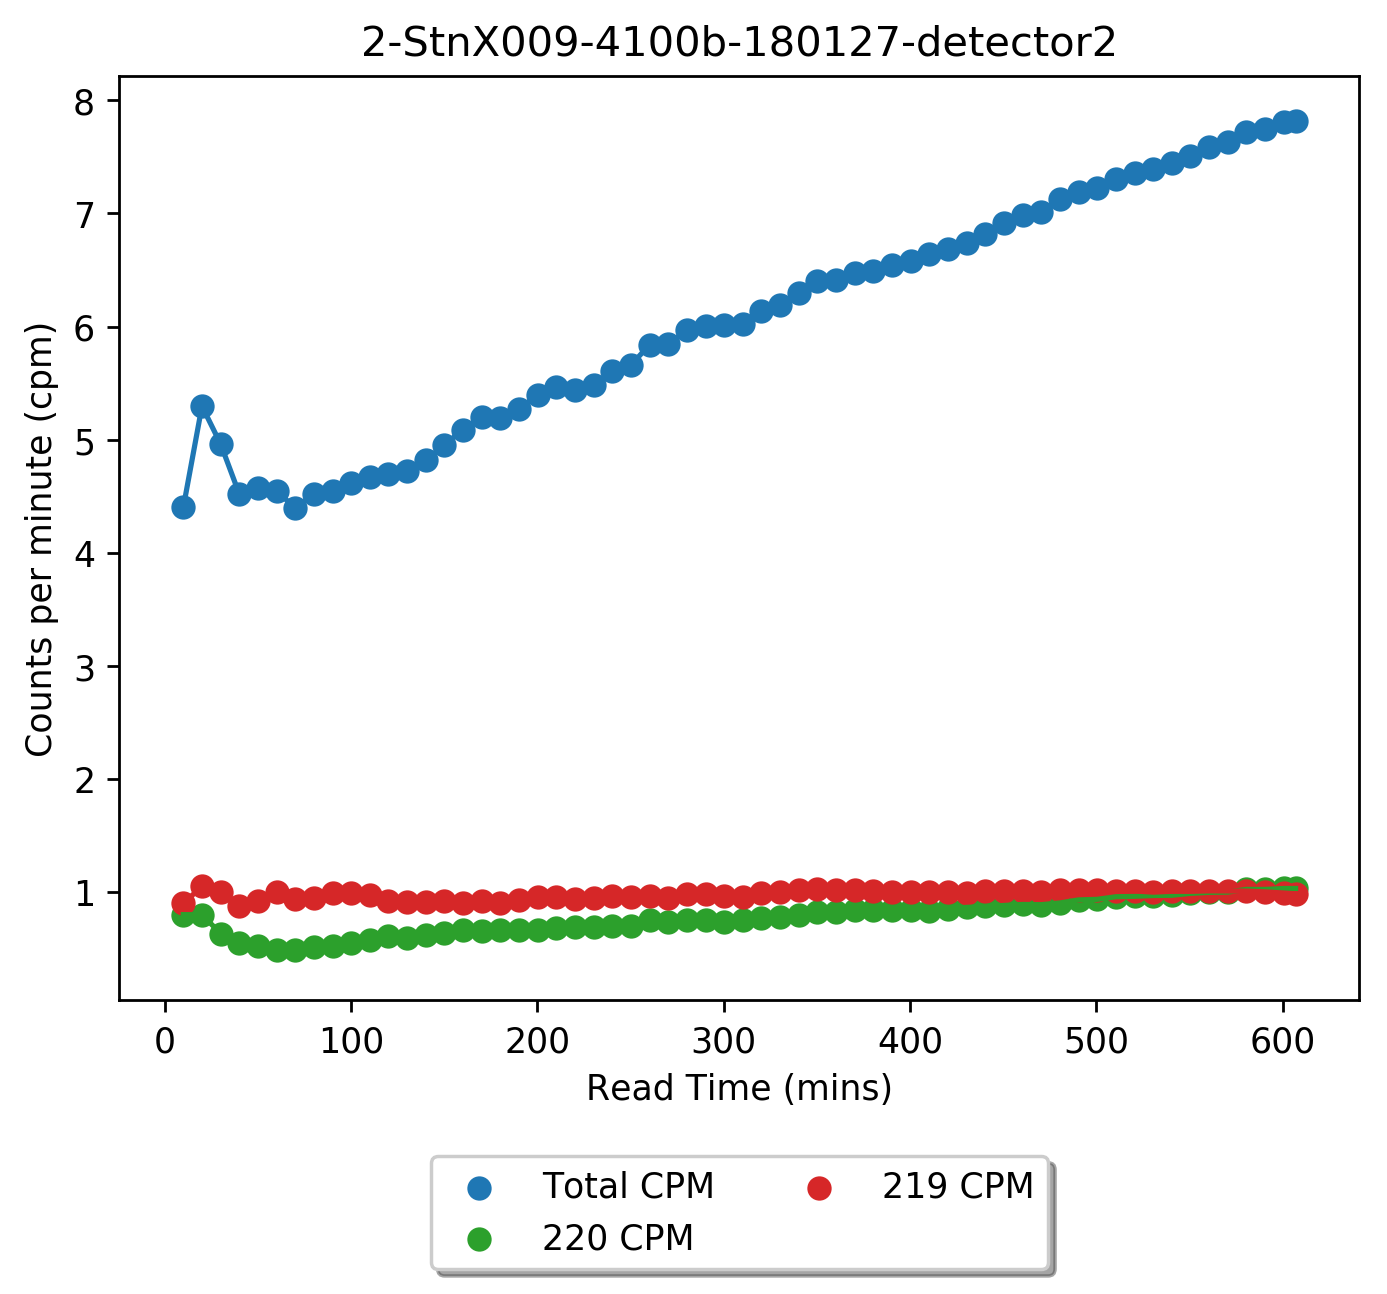 2-StnX009-4100b-180127-detector2
8
7
6
5
4
3
2
1
Counts per minute (cpm)
0 100 200 300 400 500 600
Read Time (mins)
Total CPM 219 CPM
220 CPM